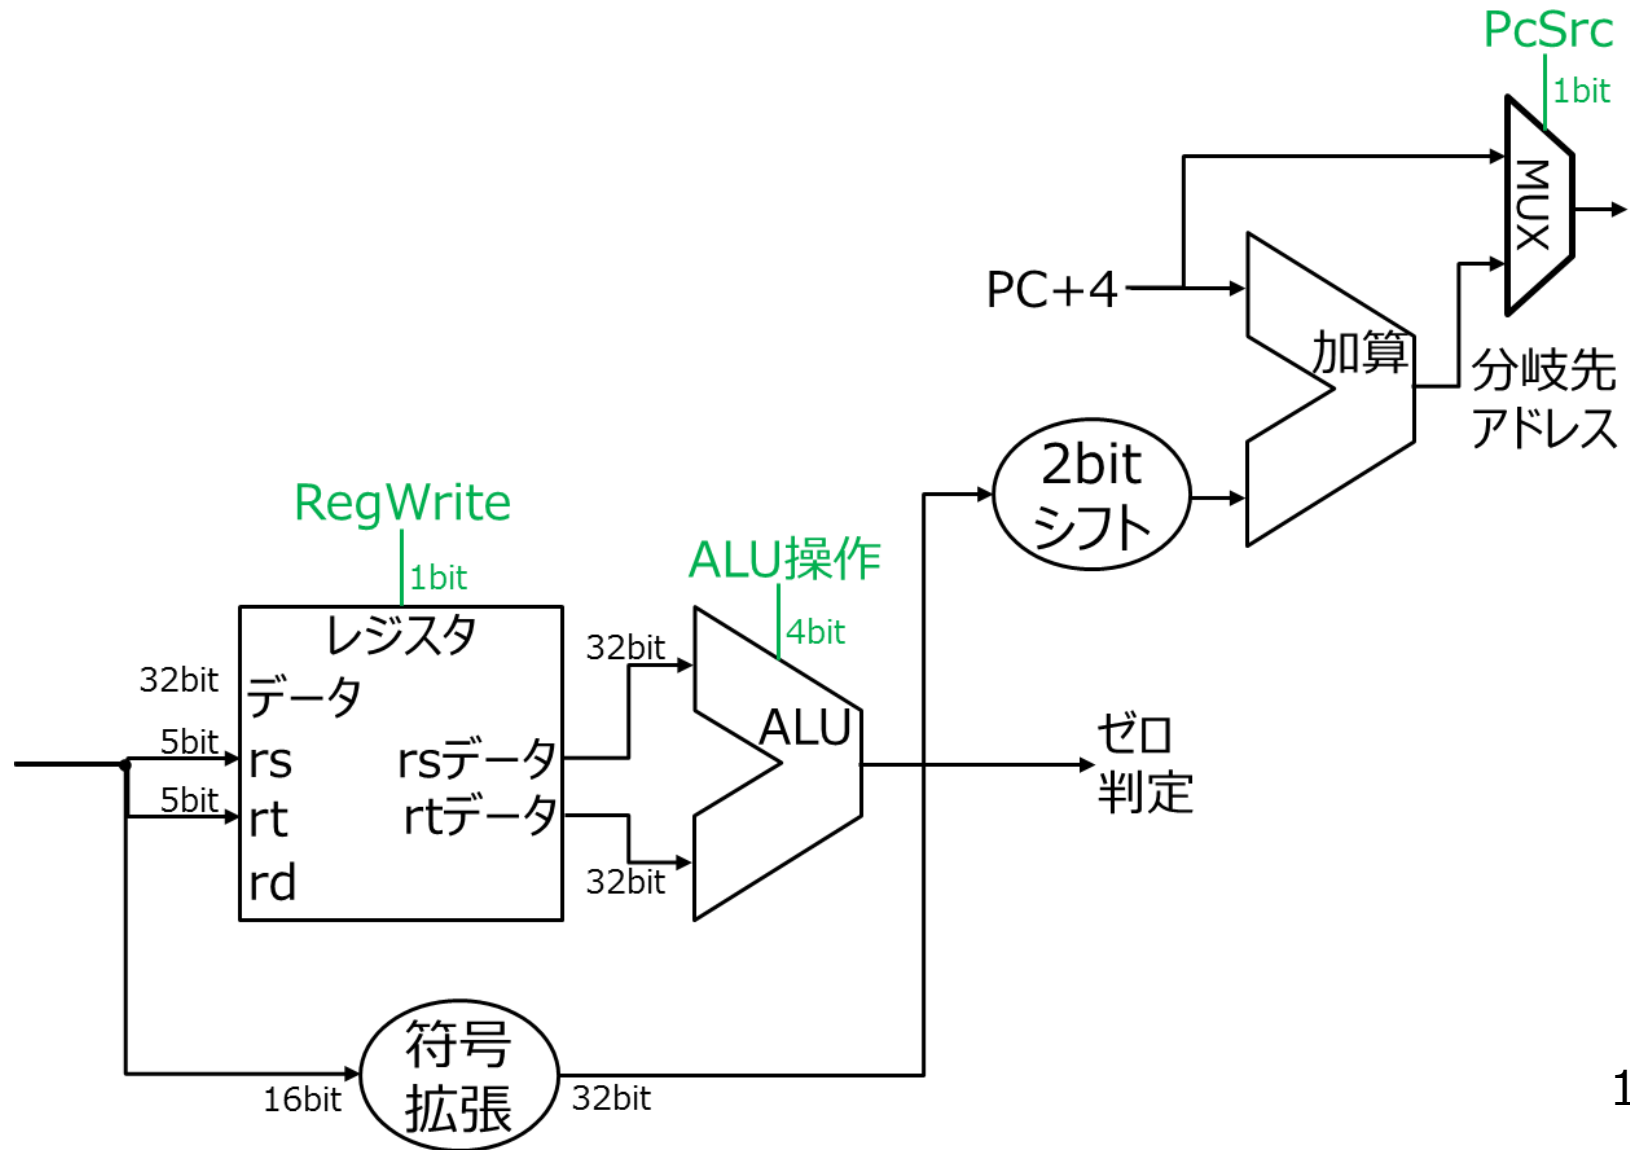 PcSrc
1bit
MUX
PC+4
加算
分岐先
アドレス
2bit
シフト
RegWrite
1bit
ALU操作
4bit
レジスタ
32bit
データ
32bit
5bit
rs
rsデータ
ALU
5bit
rt
rtデータ
rd
32bit
ゼロ
判定
符号
拡張
16bit
32bit
1